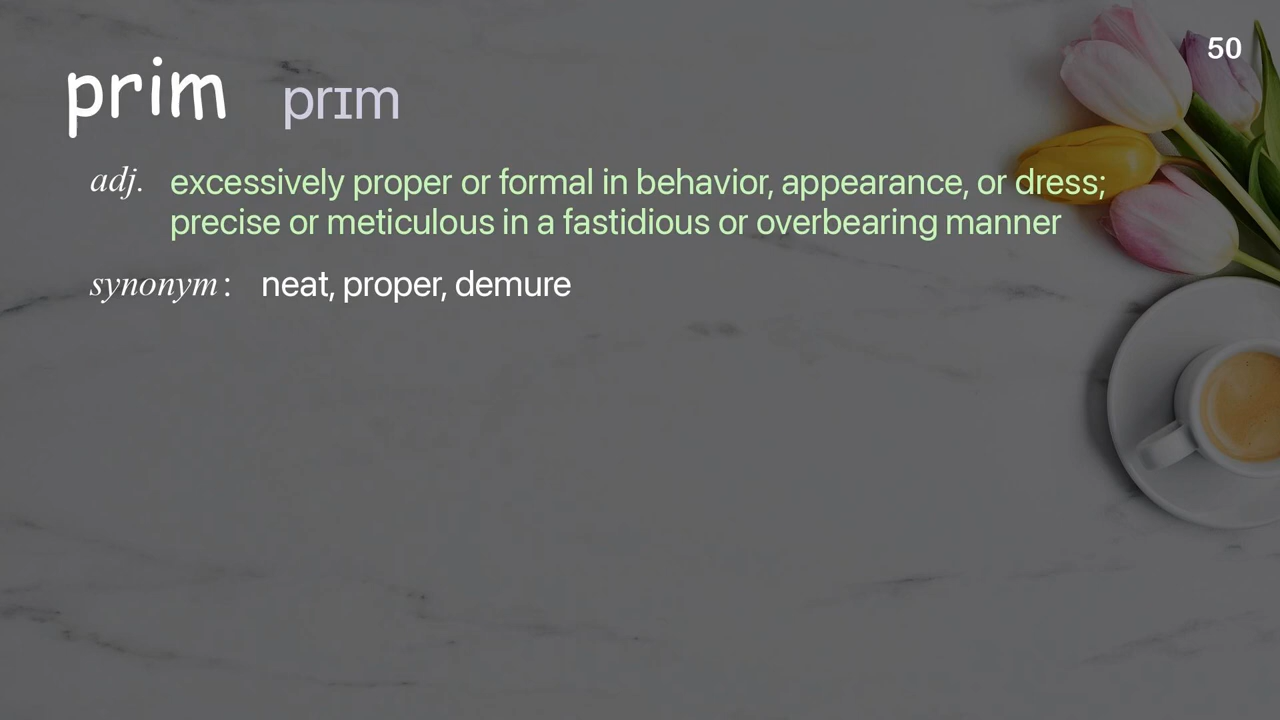 50
prim prɪm
adj. excessively proper or formal in behavior, appearance, or dress;
precise or meticulous in a fastidious or overbearing manner
synonym : neat, proper, demure